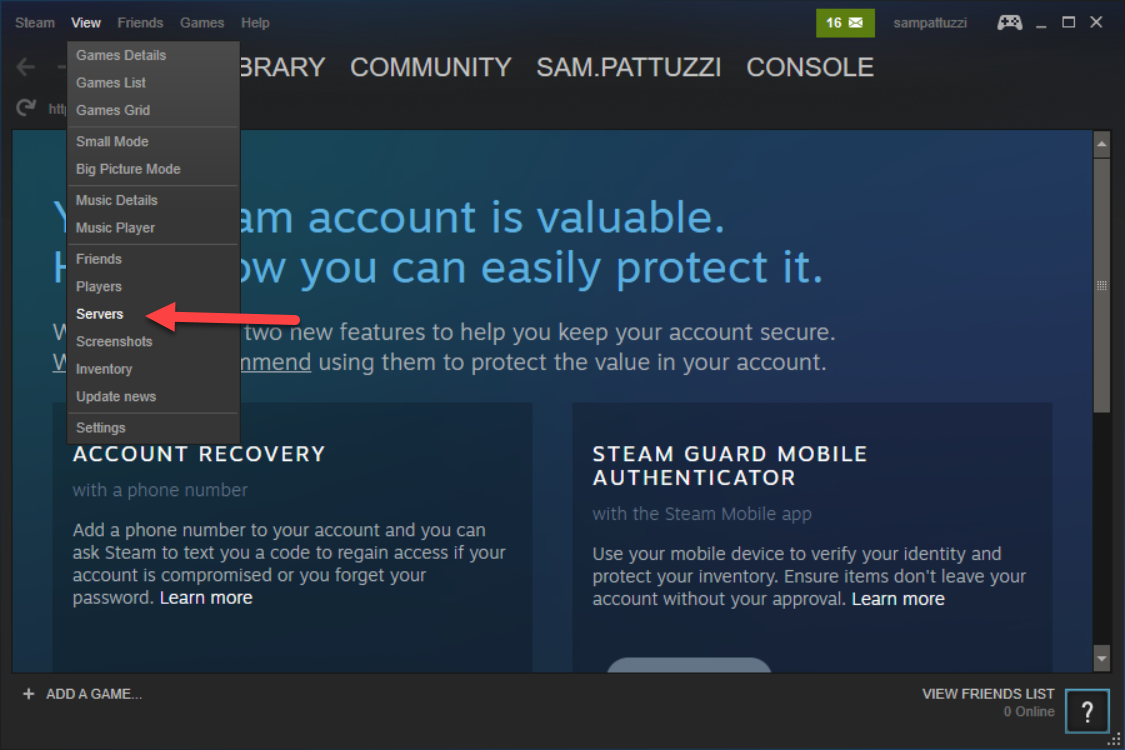 Steam View Friends Games Help
16
sampattuzzi
BRARY COMMUNITY SAM.PATTUZZI CONSOLE
Games Details
Games List
Games Grid
Small Mode
Big Picture Mode
Music Details
Music Player
Friends
Players
Servers
Screenshots
Inventory
Update news
Settings
am account is valuable.
ow you can easily protect it.
two new features to help you keep your account secure.
mmend using them to protect the value in your account.
ACCOUNT RECOVERY
with a phone number
Add a phone number to your account and you can
ask Steam to text you a code to regain access if your
account is compromised or you forget your
password. Learn more
STEAM GUARD MOBILE
AUTHENTICATOR
with the Steam Mobile app
Use your mobile device to verify your identity and
protect your inventory. Ensure items don't leave your
account without your approval. Learn more
+ ADD A GAME...
VIEW FRIENDS LIST
0 Online
?